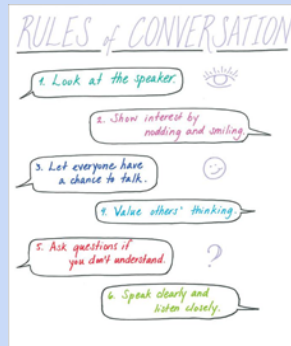 RULES of CONVERSATION
1. Look at the speaker.
2. Show interest by
nodding and smiling.
3. Let everyone have
a chance to talk.
4. Value others' thinking.
5. Ask questions if
you don't understand.
?
6. Speak clearly and
listen closely.